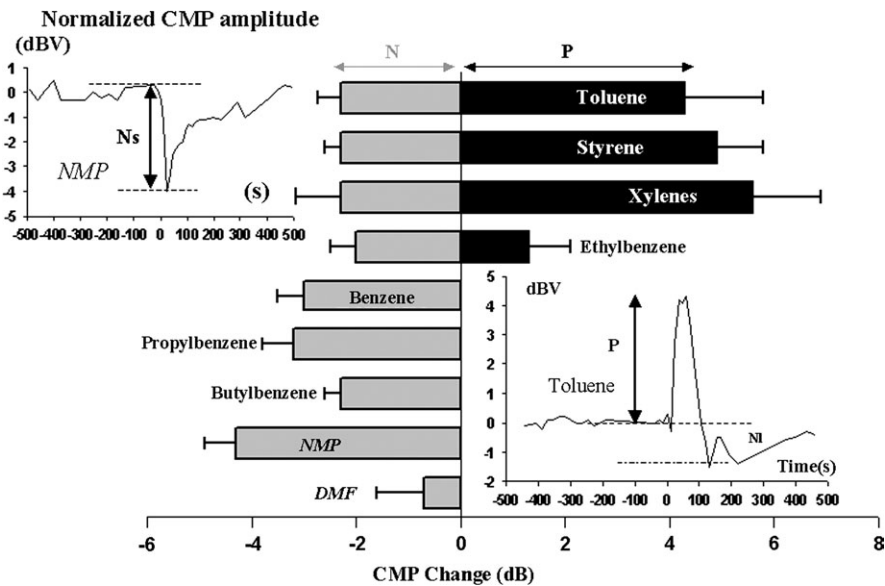 Normalized CMP amplitude
(dBV)
N
P
1
0
-1
-2
-3
-4
-5
Ns
NMP
(s)
-500 -400 -300 -200 -100 0 100 200 300 400 500
Toluene
Styrene
Xylenes
Ethylbenzene
Benzene
Propylbenzene
Butylbenzene
NMP
DMF
dBV
5
4
3
2
1
0
-1
-2
P
Toluene
Nl
Time(s)
-500 -400 -300 -200 -100 0 100 200 300 400 500
-6 -4 -2 0 2 4 6 8
CMP Change (dB)